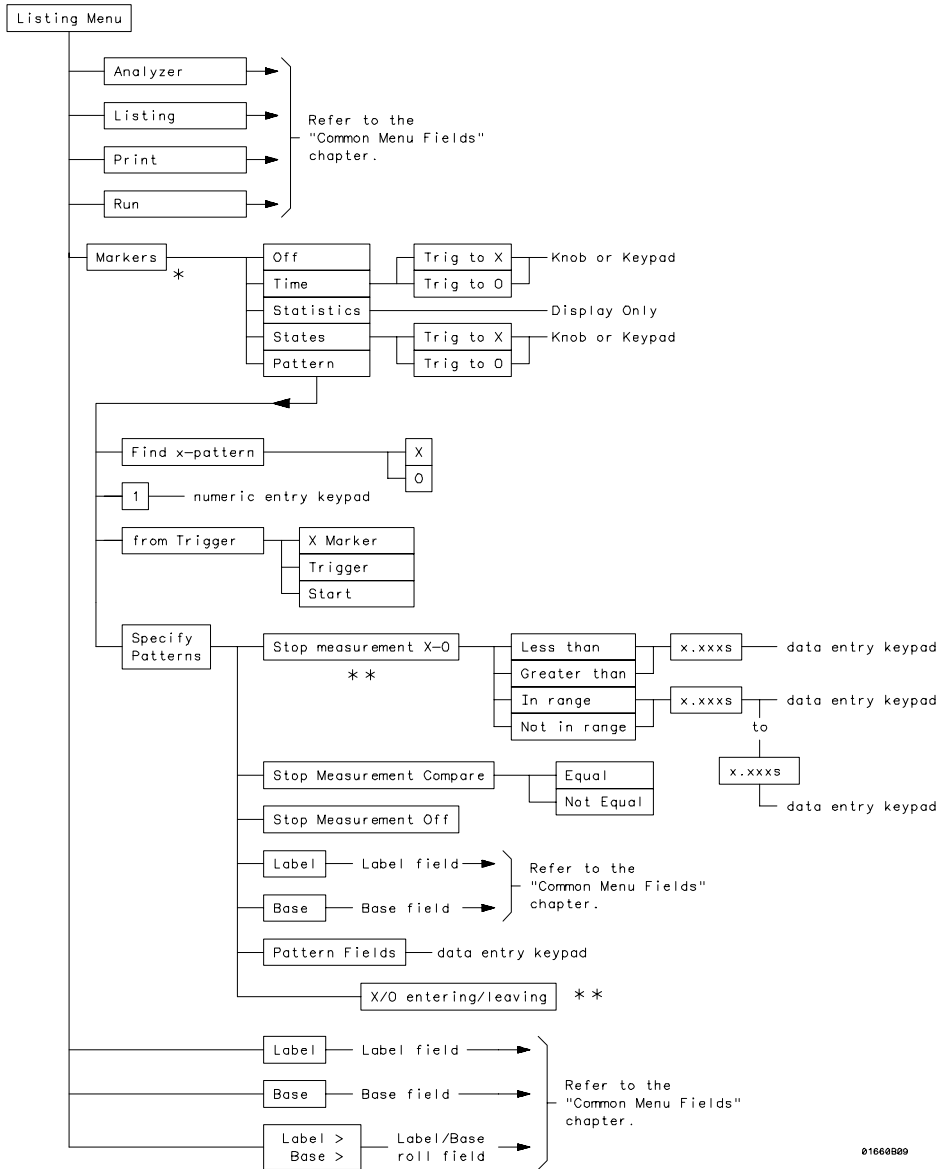 Listing Menu
Analyzer
Listing
Print
Run
Refer to the
"Common Menu Fields"
chapter.
Markers
*
Off
Time
Statistics
States
Pattern
Trig to X
Trig to O
Knob or Keypad
Display Only
Trig to X
Trig to O
Knob or Keypad
Find x-pattern
X
O
1
numeric entry keypad
from Trigger
X Marker
Trigger
Start
Specify
Patterns
Stop measurement X-O
**
Less than
Greater than
In range
Not in range
x.xxxs
data entry keypad
x.xxxs
data entry keypad
to
x.xxxs
data entry keypad
Stop Measurement Compare
Equal
Not Equal
Stop Measurement Off
Label
Label field
Base
Base field
Refer to the
"Common Menu Fields"
chapter.
Pattern Fields
data entry keypad
X/O entering/leaving
**
Label
Label field
Base
Base field
Label >
Base >
Label/Base
roll field
Refer to the
"Common Menu Fields"
chapter.
01660B09